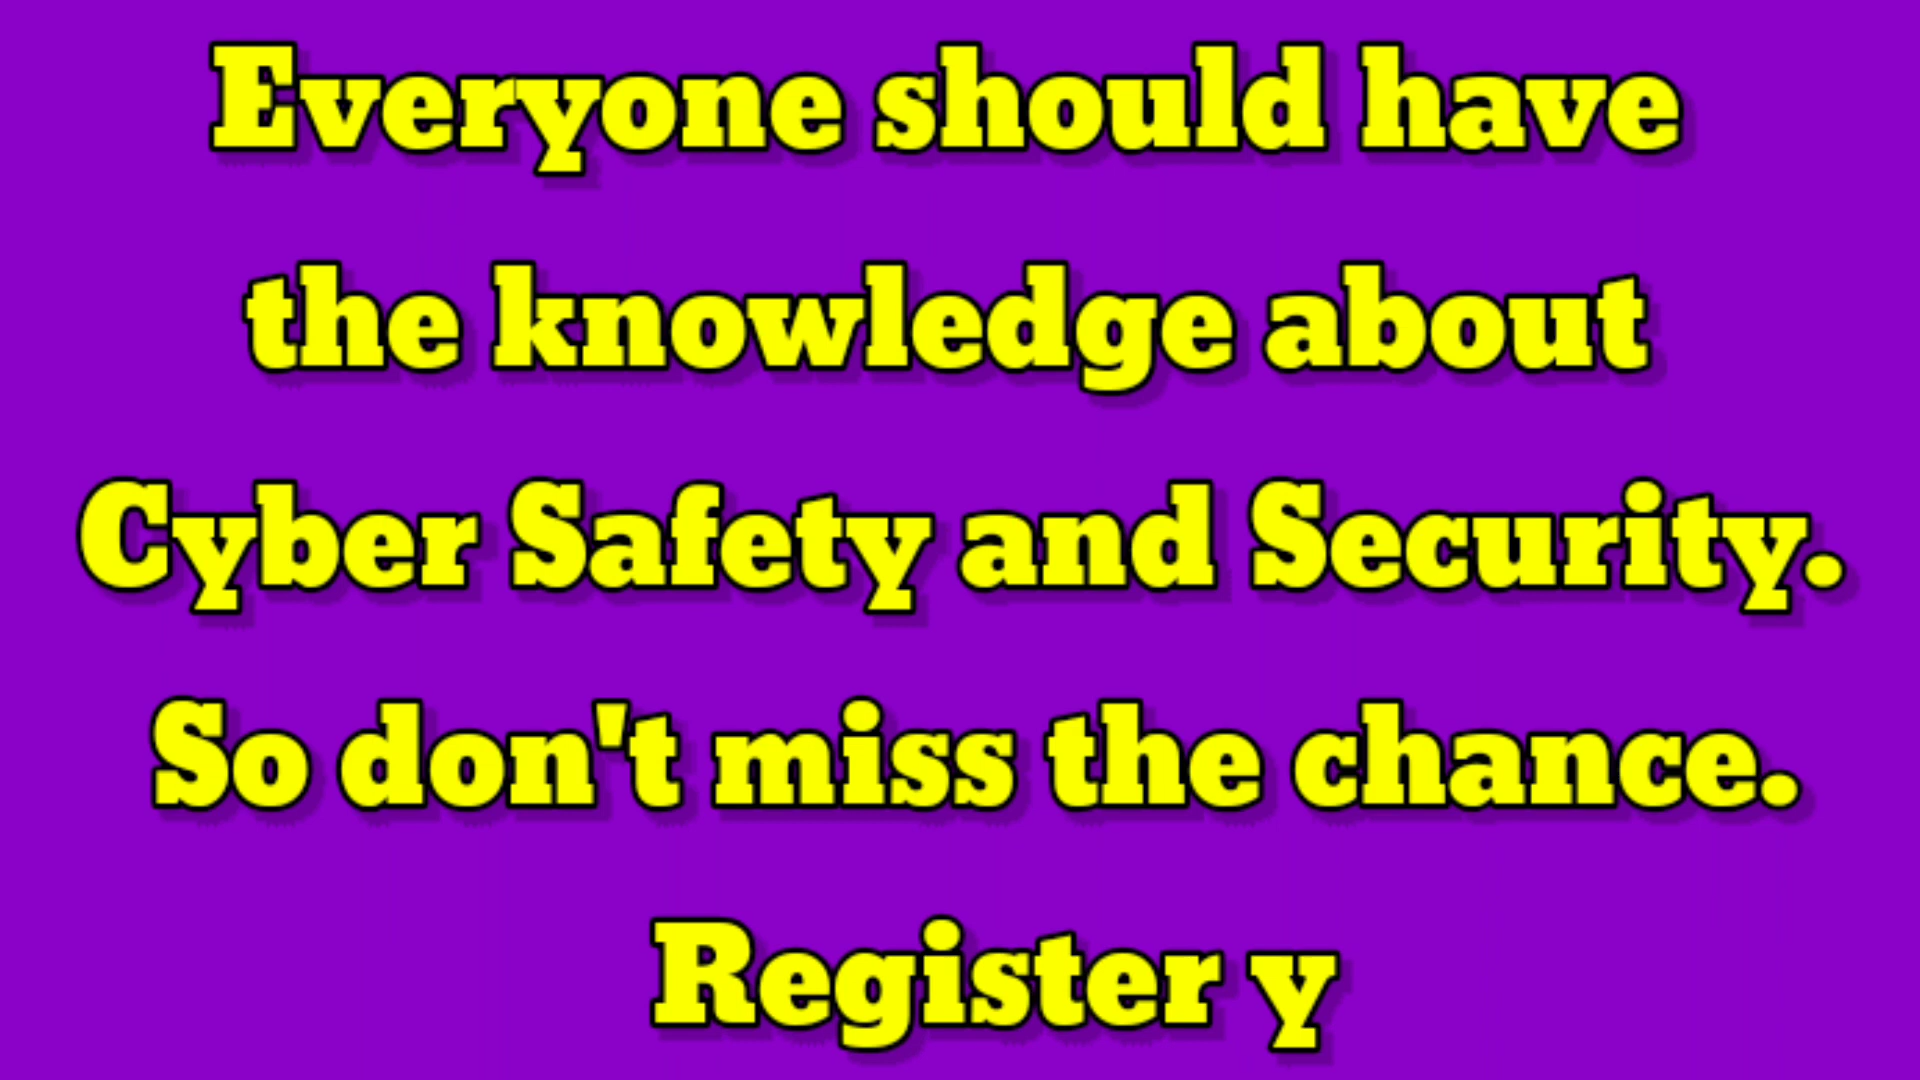 Everyone should have
the knowledge about
Cyber Safety and Security.
So don't miss the chance.
Register y